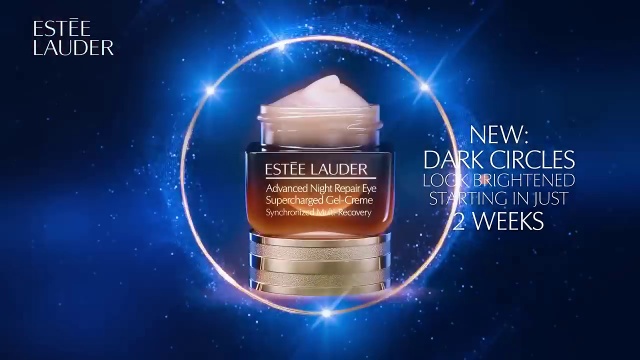 ESTĒE
LAUDER
ESTĒE LAUDER
Advanced Night Repair Eye
Supercharged Gel-Creme
Synchronized Multi-Recovery
NEW:
DARK CIRCLES
LOOK BRIGHTENED
STARTING IN JUST
2 WEEKS